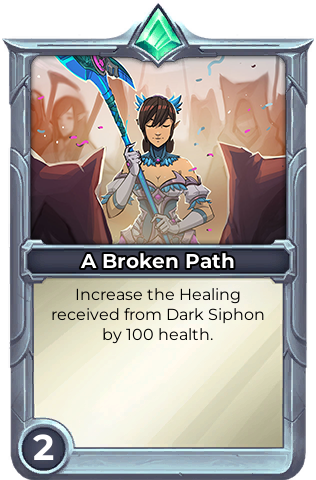 A Broken Path
Increase the Healing
received from Dark Siphon
by 100 health.
2